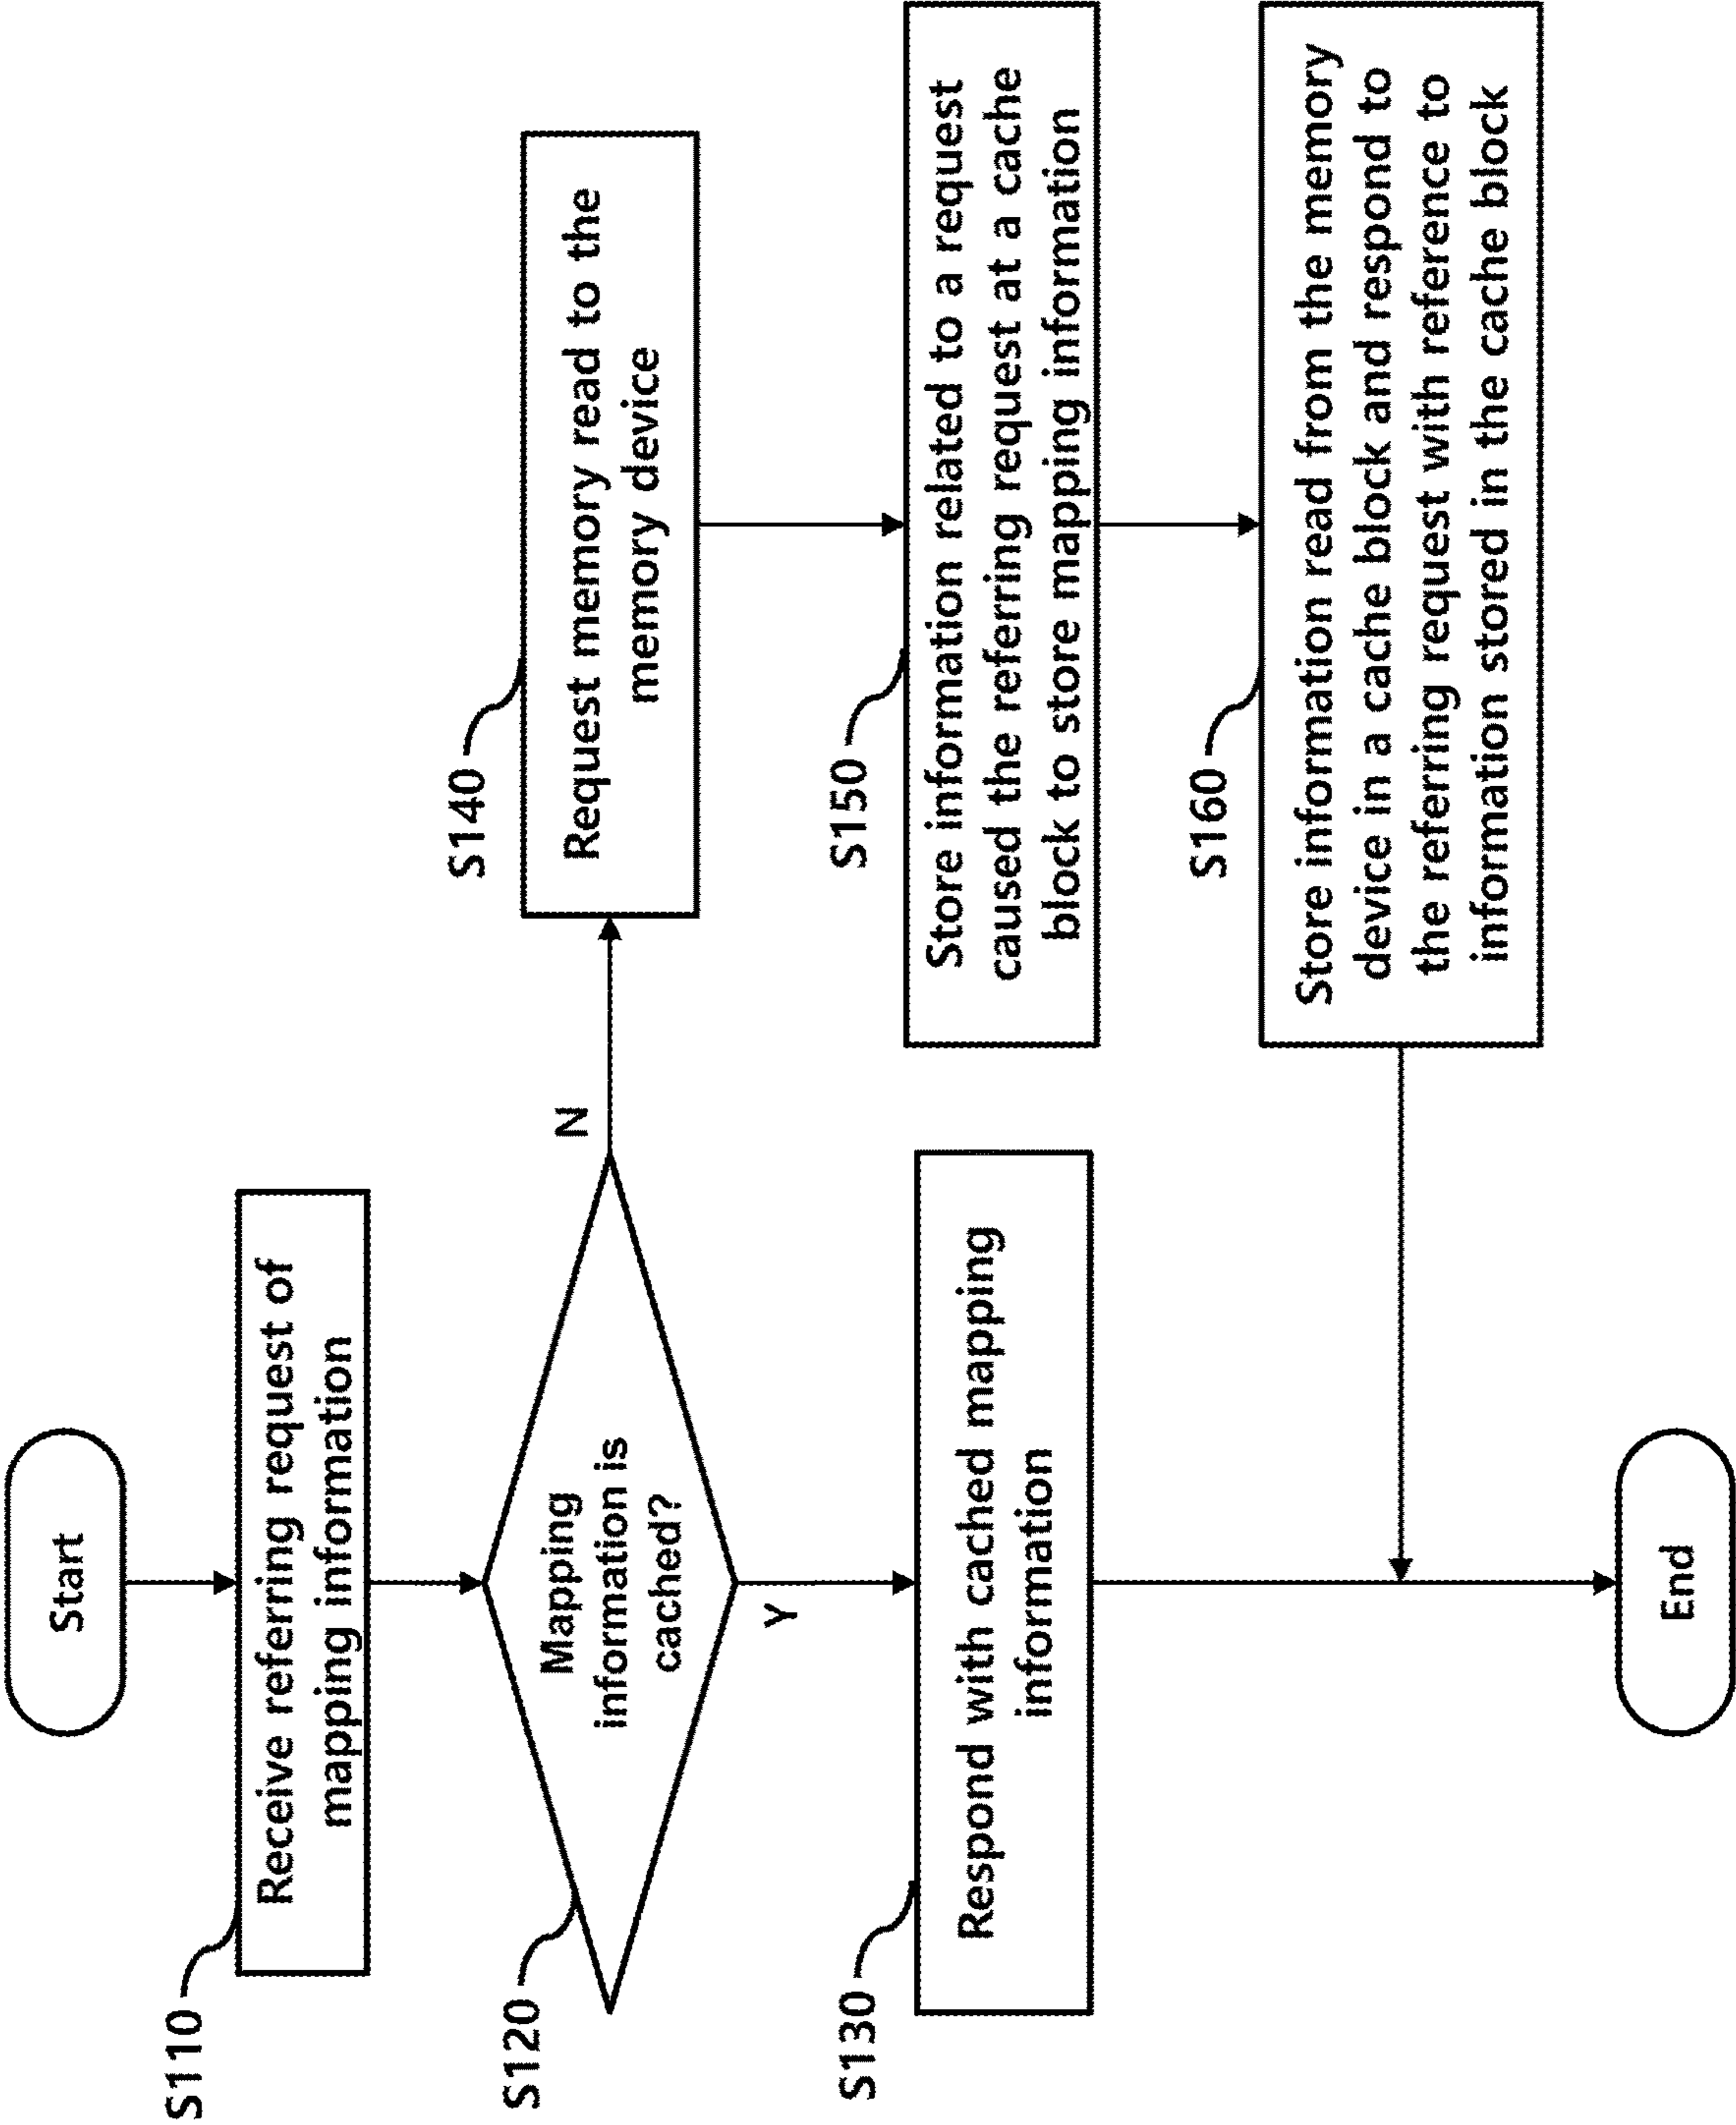 Start
S110
Receive referring request of
mapping information
S120
Mapping
information is
cached?
N
Y
S130
Respond with cached mapping
information
S140
Request memory read to the
memory device
S150
Store information related to a request
caused the referring request at a cache
block to store mapping information
S160
Store information read from the memory
device in a cache block and respond to
the referring request with reference to
information stored in the cache block
End